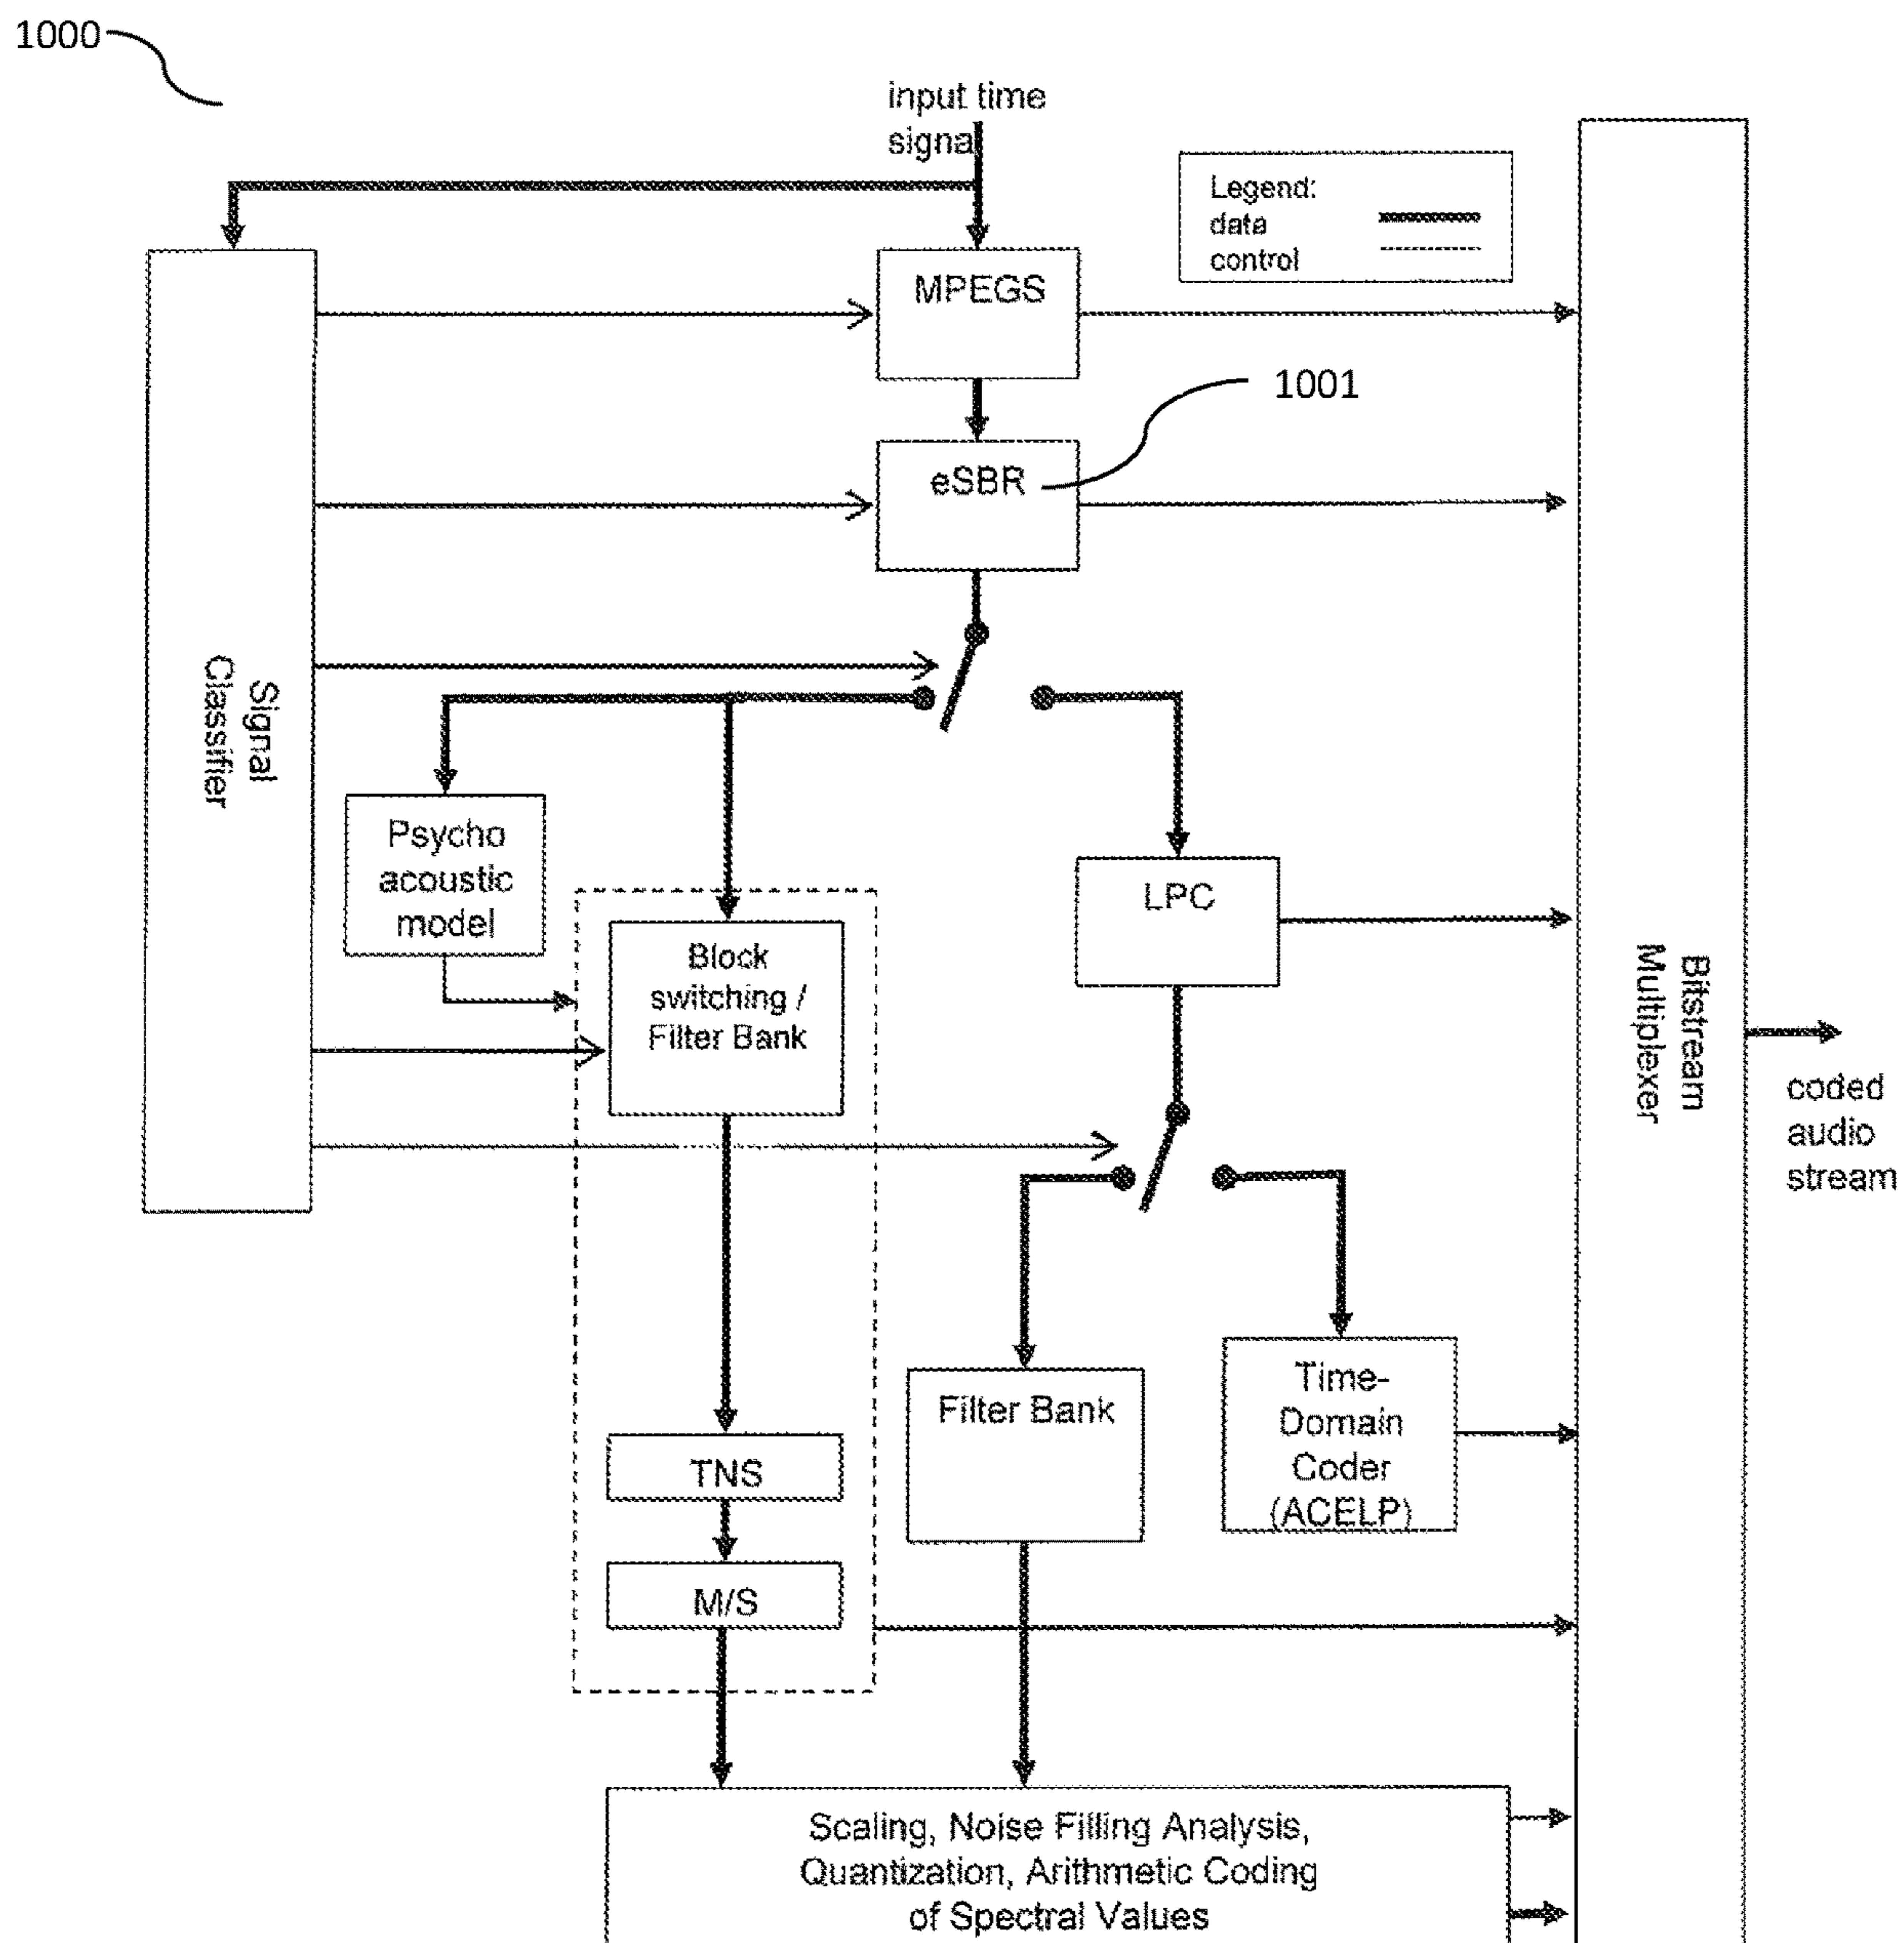 1000
input time
signal
Legend:
data
control
MPEGS
1001
eSBR
Signal
Classifier
Psycho
acoustic
model
Block
switching /
Filter Bank
LPC
Bitstream
Multiplexer
coded
audio
stream
Filter Bank
Time-
Domain
Coder
(ACELP)
TNS
M/S
Scaling, Noise Filling Analysis,
Quantization, Arithmetic Coding
of Spectral Values